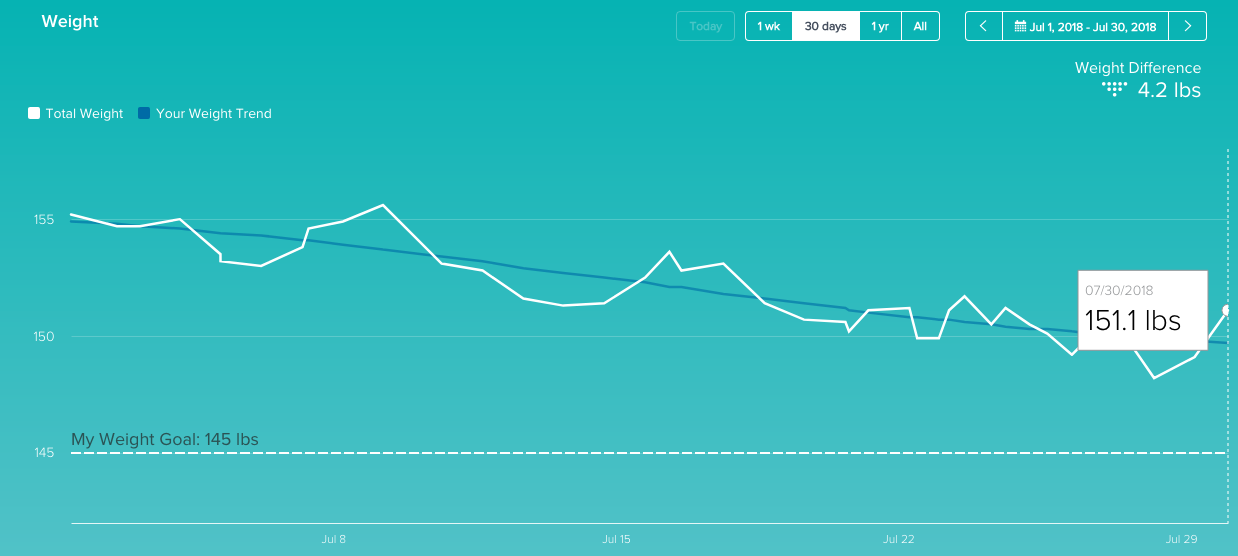 Weight
Today 1 wk 30 days 1 yr All Jul 1, 2018 - Jul 30, 2018
Weight Difference
4.2 lbs
Total Weight Your Weight Trend
155
07/30/2018
151.1 lbs
150
My Weight Goal: 145 lbs
145
Jul 8 Jul 15 Jul 22 Jul 29